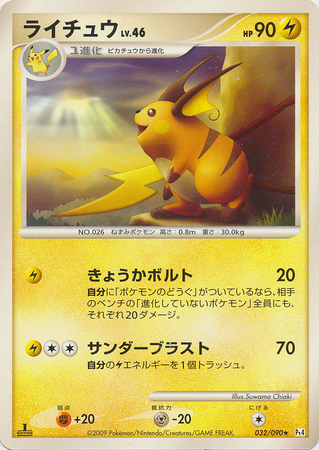 ライチュウ LV.46 HP 90
1進化 ピカチュウから進化
NO.026 ねずみポケモン 高さ:0.8m 重さ:30.0kg
きょうかボルト 20
自分に「ポケモンのどうぐ」がついているなら、相手
のベンチの「進化していないポケモン」全員にも、
それぞれ20ダメージ。
サンダーブラスト 70
自分のエネルギーを1個トラッシュ。
Illus. Suwama Chiaki
弱点 抵抗力 にげる
+20 -20
1 EDITION
032/090★ Pt4
©2009 Pokémon/Nintendo/Creatures/GAME FREAK.